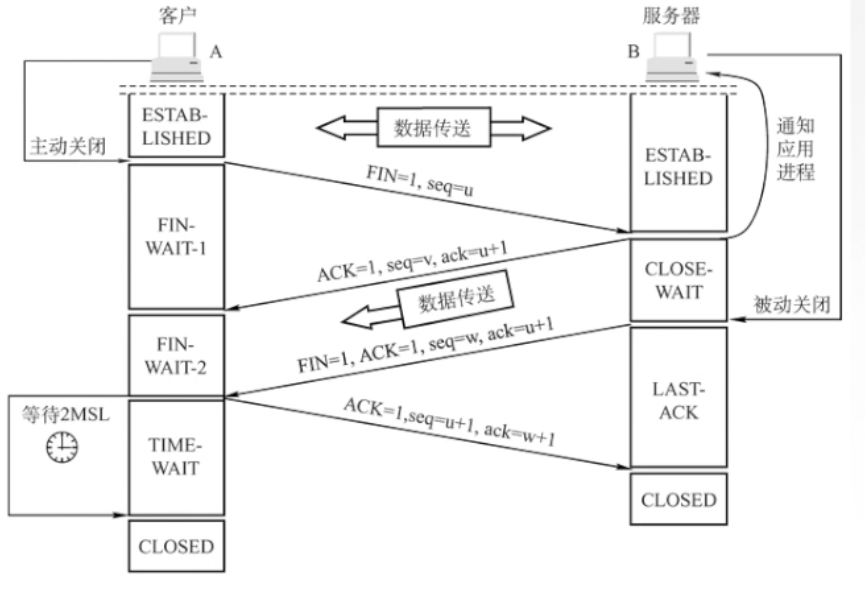 客户
服务器
A
B
ESTAB-
LISHED
数据传送
通知
应用
进程
主动关闭
ESTAB-
LISHED
FIN=1, seq=u
FIN-
WAIT-1
ACK=1, seq=v, ack=u+1
CLOSE-
WAIT
数据传送
被动关闭
FIN-
WAIT-2
FIN=1, ACK=1, seq=w, ack=u+1
LAST-
ACK
等待2MSL
ACK=1,seq=u+1, ack=w+1
TIME-
WAIT
CLOSED
CLOSED